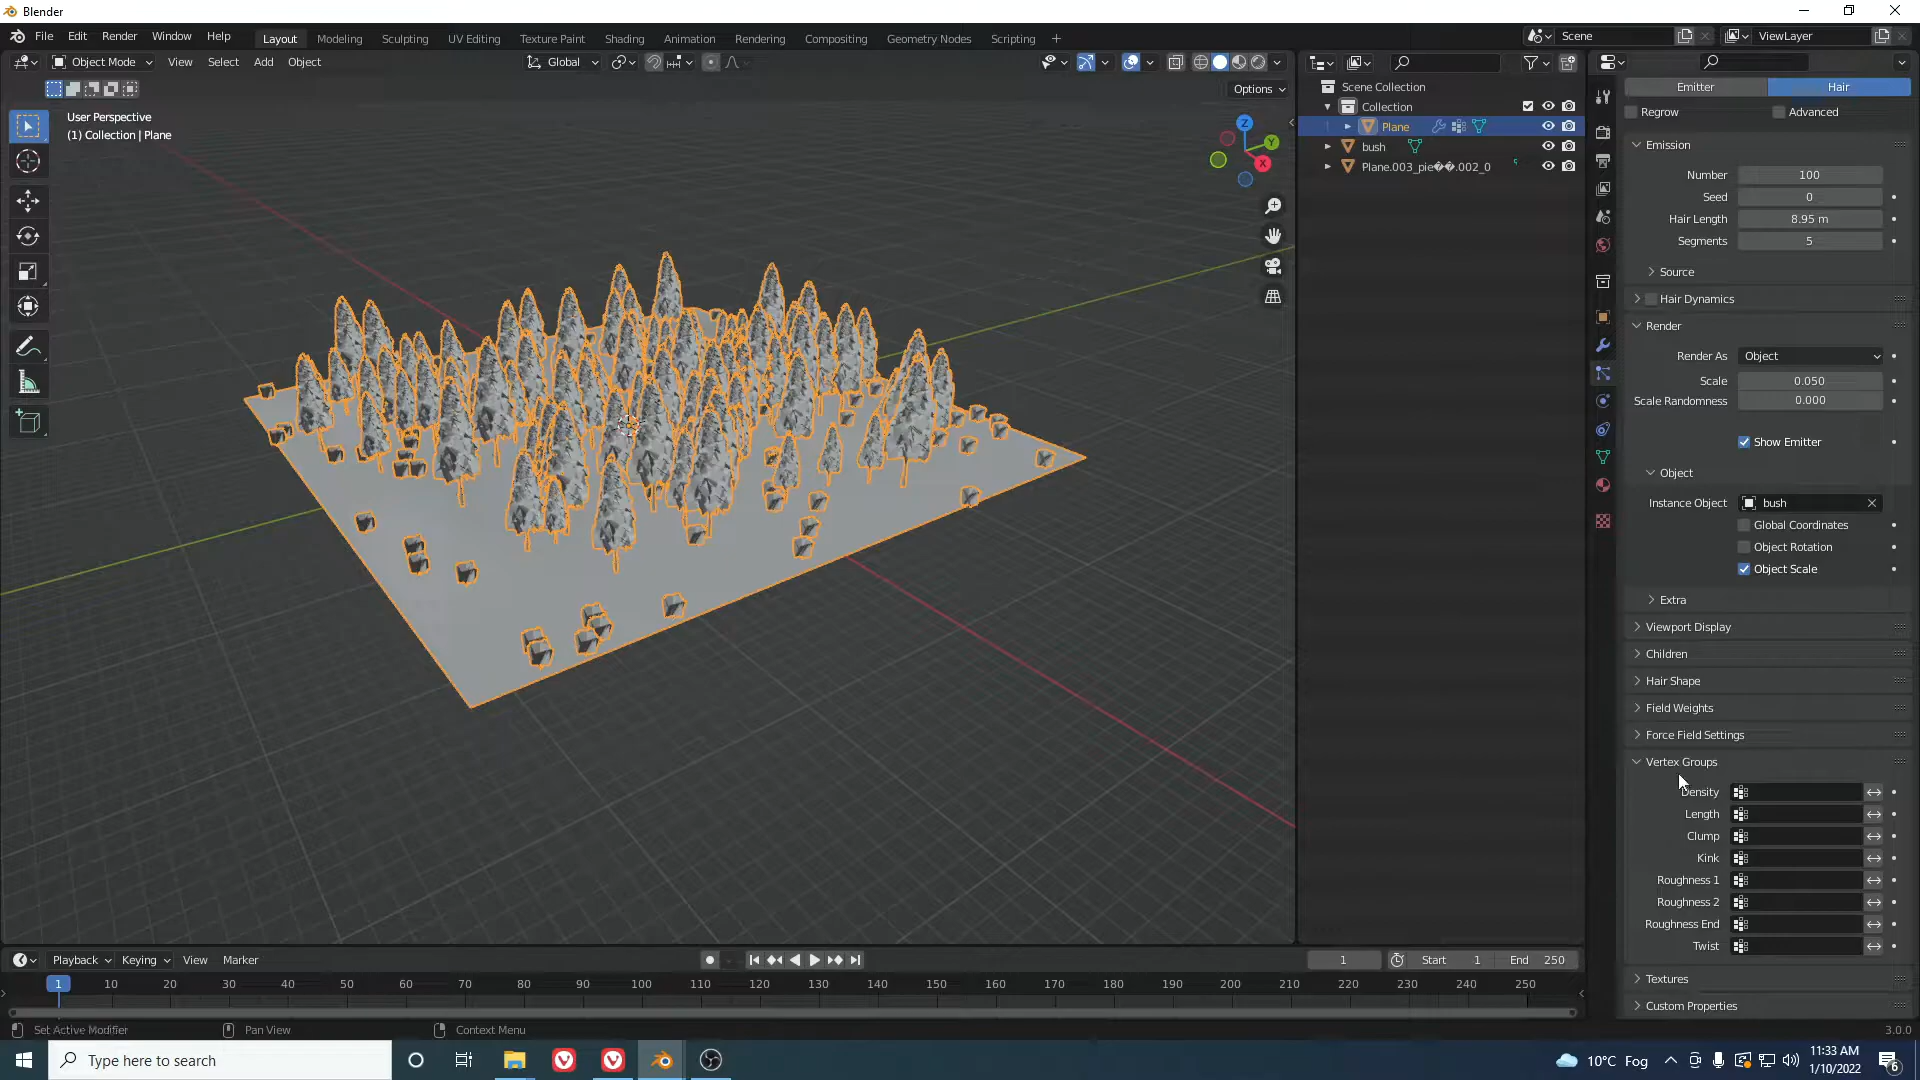 Blender
File Edit Render Window Help
Layout Modeling Sculpting UV Editing Texture Paint Shading Animation Rendering Compositing Geometry Nodes Scripting +
Scene
ViewLayer
Object Mode View Select Add Object
Global
Options
User Perspective
(1) Collection | Plane
Z
Y
X
Scene Collection
Collection
Plane
bush
Plane.003_pie��.002_0
Emitter Hair
Regrow Advanced
Emission
Number 100
Seed 0
Hair Length 8.95 m
Segments 5
Source
Hair Dynamics
Render
Render As Object
Scale 0.050
Scale Randomness 0.000
Show Emitter
Object
Instance Object bush
Global Coordinates
Object Rotation
Object Scale
Extra
Viewport Display
Children
Hair Shape
Field Weights
Force Field Settings
Vertex Groups
Density
Length
Clump
Kink
Roughness 1
Roughness 2
Roughness End
Twist
Textures
Custom Properties
Playback Keying View Marker
1 Start 1 End 250
1 10 20 30 40 50 60 70 80 90 100 110 120 130 140 150 160 170 180 190 200 210 220 230 240 250
Set Active Modifier Pan View Context Menu
3.0.0
Type here to search
10°C Fog
11:33 AM
1/10/2022
6